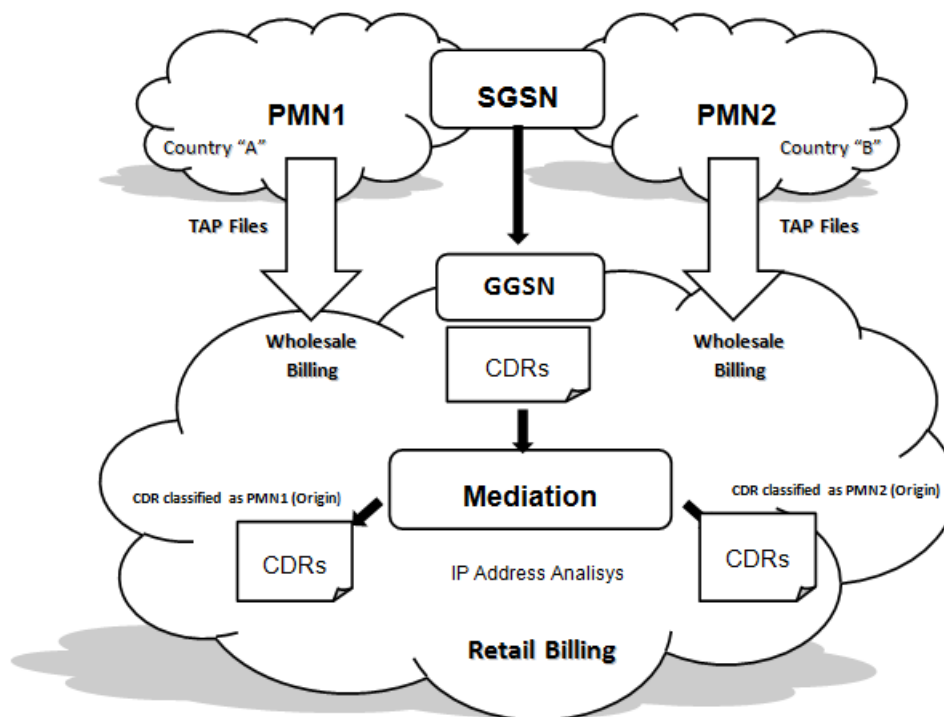 SGSN
PMN1
PMN2
Country "A"
Country "B"
TAP Files
TAP Files
GGSN
Wholesale
Billing
Wholesale
Billing
CDRs
Mediation
CDR classified as PMN1 (Origin)
CDR classified as PMN2 (Origin)
CDRs
CDRs
IP Address Analisys
Retail Billing